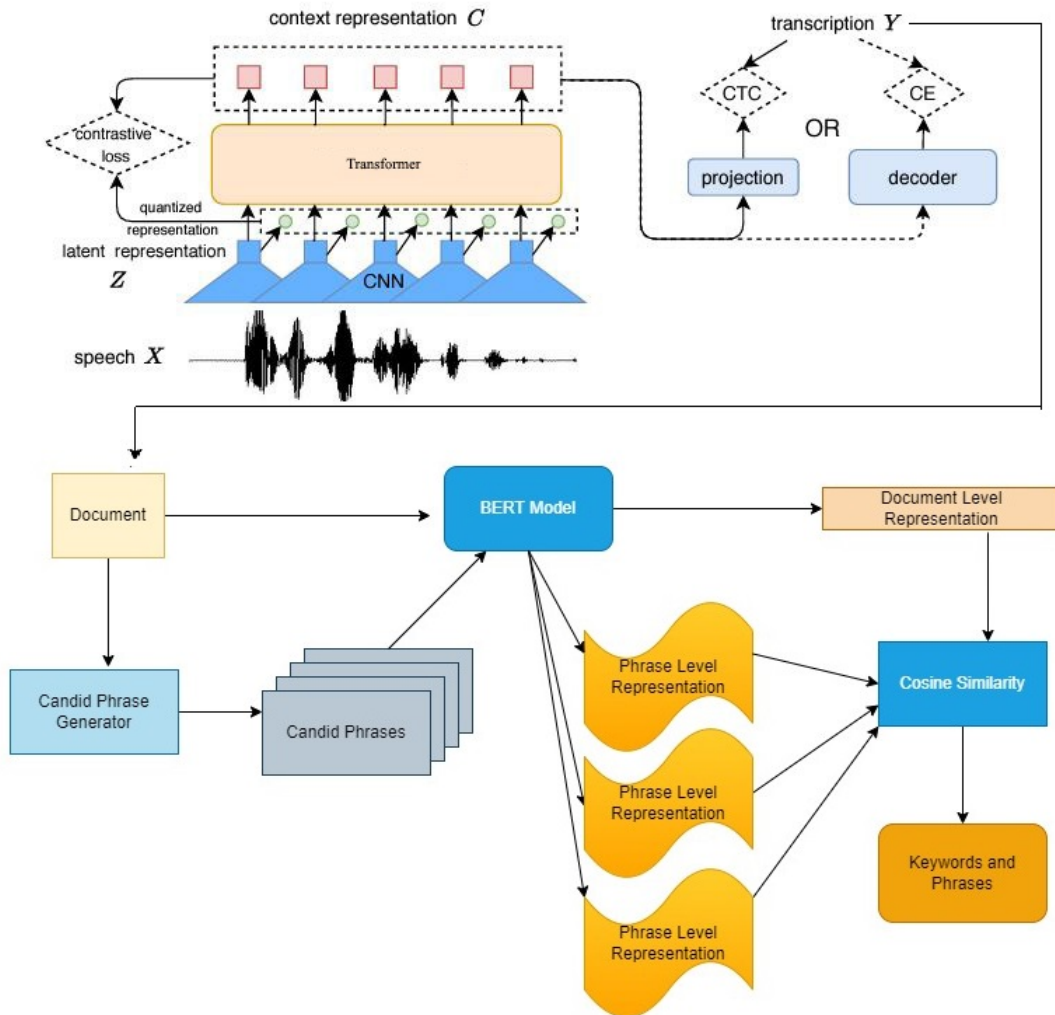 context representation C
transcription Y
CTC
CE
OR
contrastive
loss
Transformer
projection
decoder
quantized
representation
latent representation
Z
CNN
speech X
Document
BERT Model
Document Level
Representation
Candid Phrase
Generator
Candid Phrases
Phrase Level
Representation
Cosine Similarity
Phrase Level
Representation
Keywords and
Phrases
Phrase Level
Representation